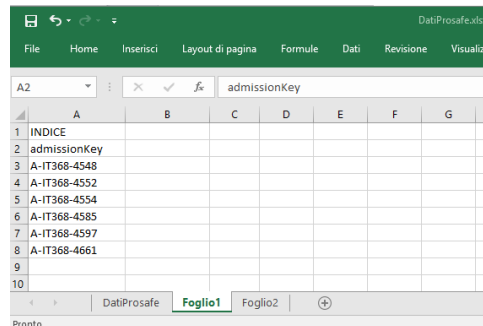 DatiProsafe.xls
File Home Inserisci Layout di pagina Formule Dati Revisione Visualiz
A2 fx admissionKey
A B C D E F G
1 INDICE
2 admissionKey
3 A-IT368-4548
4 A-IT368-4552
5 A-IT368-4554
6 A-IT368-4585
7 A-IT368-4597
8 A-IT368-4661
9
10
DatiProsafe Foglio1 Foglio2
Pronto